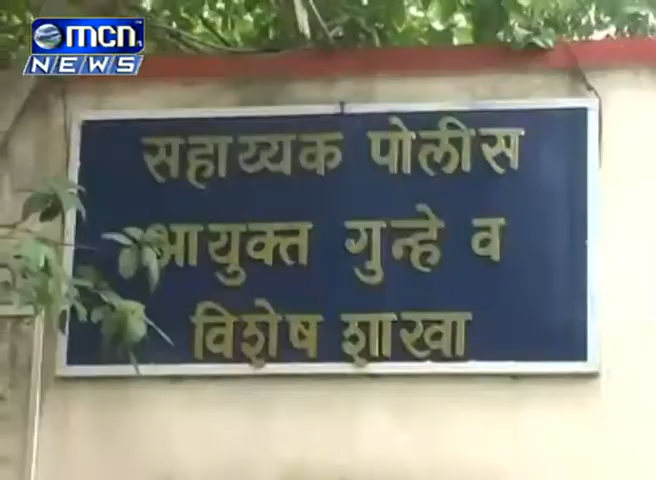 mcn
NEWS
सहाय्यक पोलीस
आयुक्त गुन्हे व
विशेष शाखा